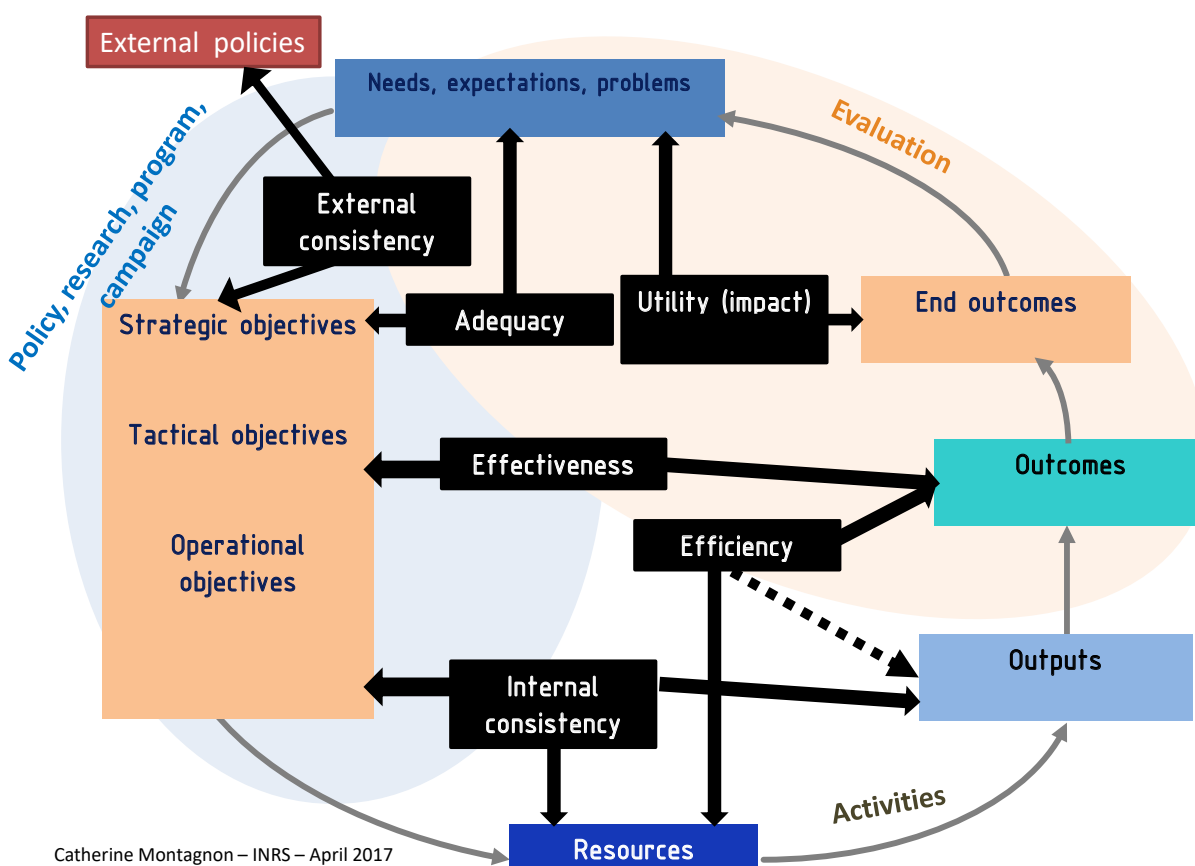 External policies
Needs, expectations, problems
Evaluation
Policy, research, program,
campaign
External
consistency
Strategic objectives
Adequacy
Utility (impact)
End outcomes
Tactical objectives
Effectiveness
Outcomes
Operational
objectives
Efficiency
Internal
consistency
Outputs
Activities
Resources
Catherine Montagnon – INRS – April 2017